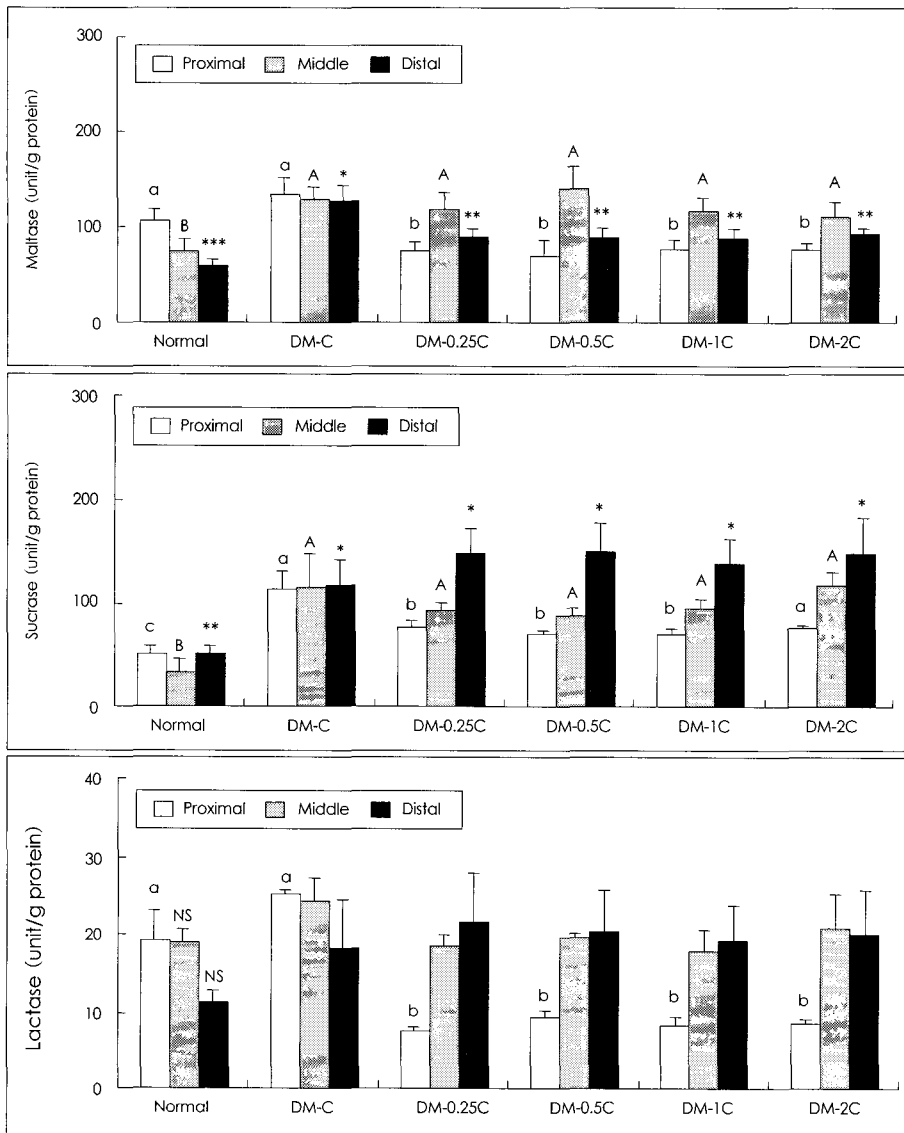 Maltase (unit/g protein)
300
200
100
0
Proximal Middle Distal
a B ***
a A *
b A **
b A **
b A **
b A **
Normal DM-C DM-0.25C DM-0.5C DM-1C DM-2C
Sucrase (unit/g protein)
300
200
100
0
Proximal Middle Distal
c B **
a A *
b A *
b A *
b A *
a A *
Normal DM-C DM-0.25C DM-0.5C DM-1C DM-2C
Lactase (unit/g protein)
40
30
20
10
0
Proximal Middle Distal
a NS NS
a
b
b
b
b
Normal DM-C DM-0.25C DM-0.5C DM-1C DM-2C